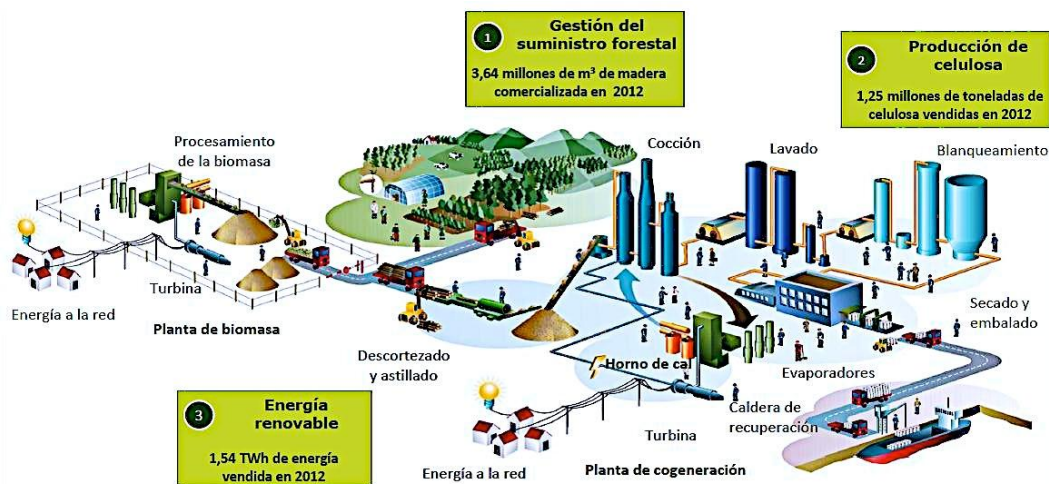 1
Gestión del
suministro forestal
3,64 millones de m³ de madera
comercializada en 2012
2
Producción de
celulosa
1,25 millones de toneladas de
celulosa vendidas en 2012
Procesamiento
de la biomasa
Cocción
Lavado
Blanqueamiento
Turbina
Energía a la red
Planta de biomasa
Descortezado
y astillado
Horno de cal
Evaporadores
Secado y
embalado
Caldera de
recuperación
Turbina
Energía a la red
Planta de cogeneración
3
Energía
renovable
1,54 TWh de energía
vendida en 2012